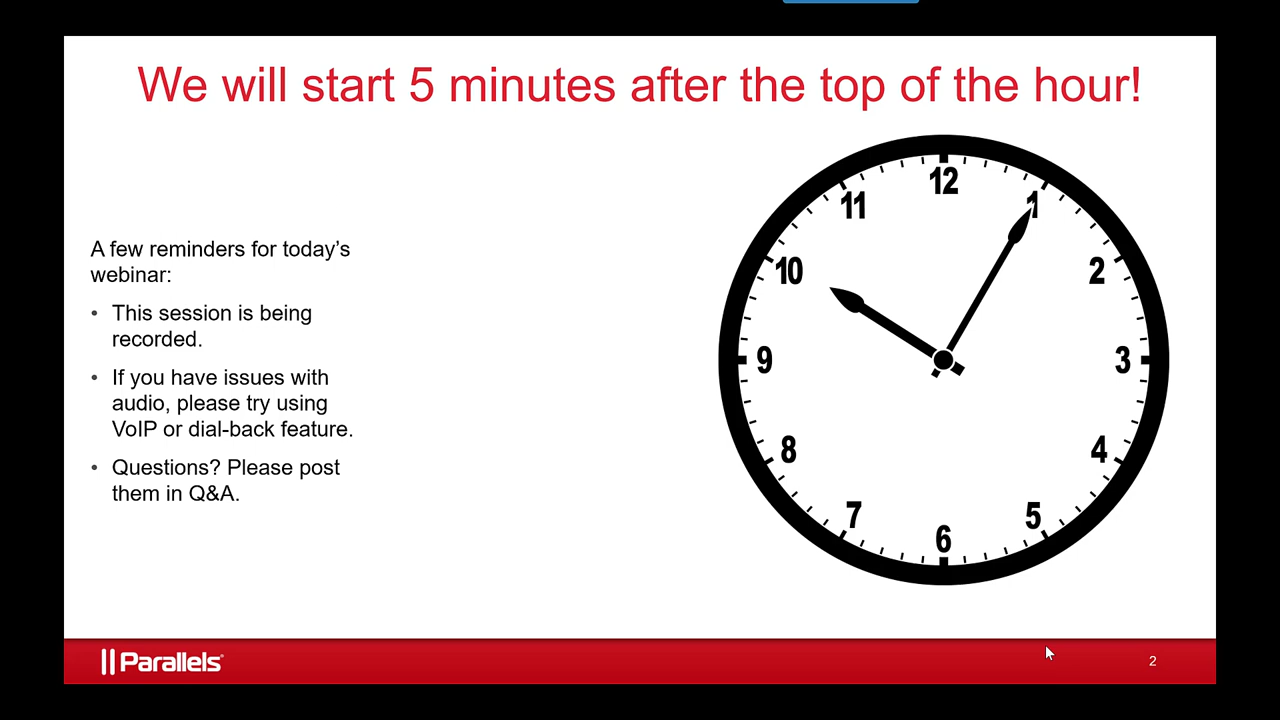 We will start 5 minutes after the top of the hour!
A few reminders for today’s
webinar:
• This session is being
recorded.
• If you have issues with
audio, please try using
VoIP or dial-back feature.
• Questions? Please post
them in Q&A.
12
1
2
3
4
5
6
7
8
9
10
11
Parallels
2